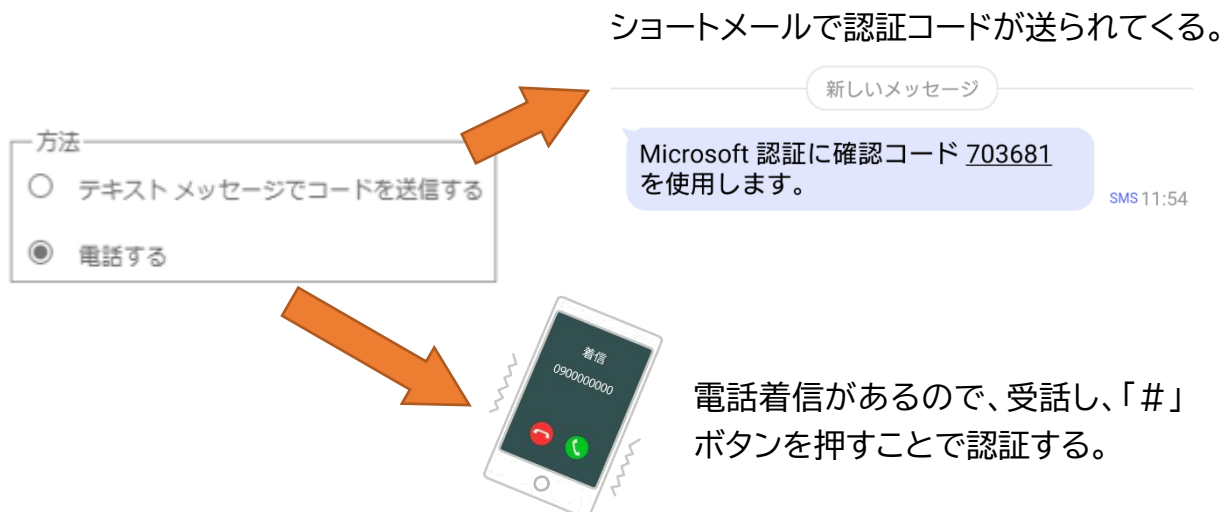 ショートメールで認証コードが送られてくる。
新しいメッセージ
方法
テキスト メッセージでコードを送信する
電話する
Microsoft 認証に確認コード 703681
を使用します。
SMS 11:54
着信
0900000000
電話着信があるので、受話し、「＃」
ボタンを押すことで認証する。